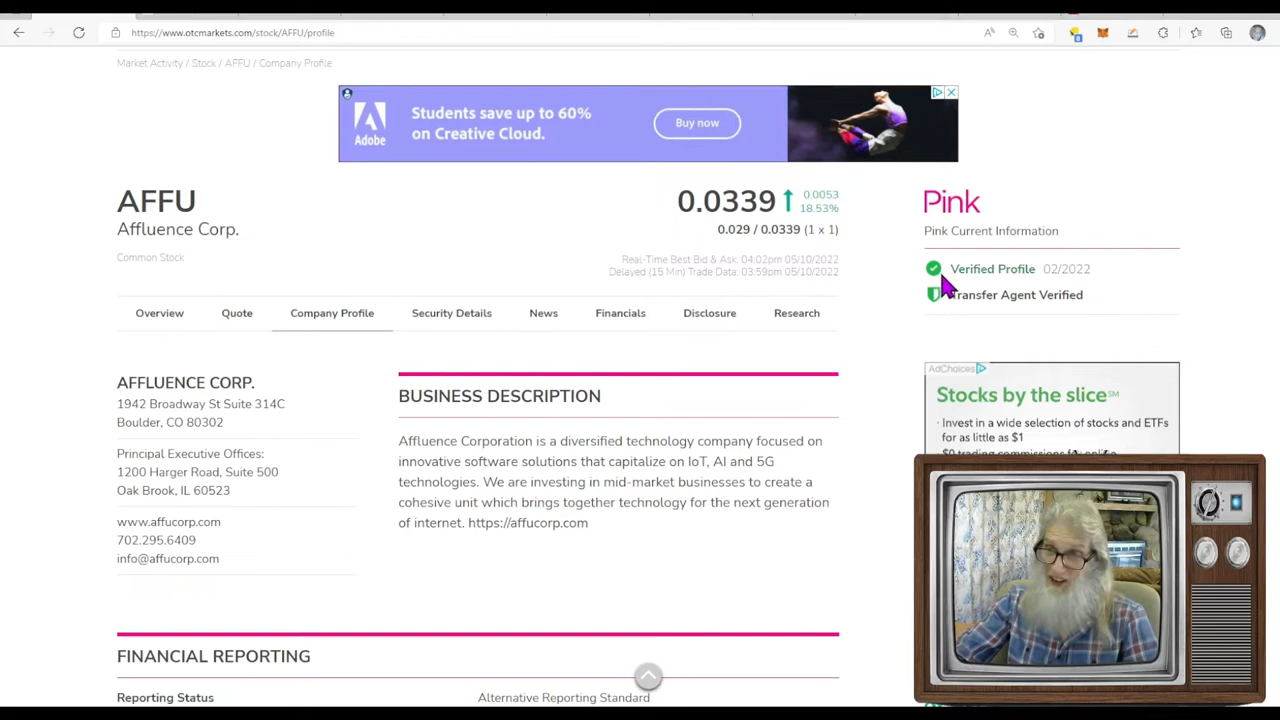 https://www.otcmarkets.com/stock/AFFU/profile
Market Activity / Stock / AFFU / Company Profile
Adobe
Students save up to 60%
on Creative Cloud.
Buy now
AFFU
Affluence Corp.
Common Stock
0.0339
0.0053
18.53%
0.029 / 0.0339 (1 x 1)
Real-Time Best Bid & Ask: 04:02pm 05/10/2022
Delayed (15 Min) Trade Data: 03:59pm 05/10/2022
Pink
Pink Current Information
Verified Profile 02/2022
Transfer Agent Verified
Overview
Quote
Company Profile
Security Details
News
Financials
Disclosure
Research
AFFLUENCE CORP.
1942 Broadway St Suite 314C
Boulder, CO 80302
Principal Executive Offices:
1200 Harger Road, Suite 500
Oak Brook, IL 60523
www.affucorp.com
702.295.6409
info@affucorp.com
BUSINESS DESCRIPTION
Affluence Corporation is a diversified technology company focused on
innovative software solutions that capitalize on IoT, AI and 5G
technologies. We are investing in mid-market businesses to create a
cohesive unit which brings together technology for the next generation
of internet. https://affucorp.com
AdChoices
Stocks by the slice℠
· Invest in a wide selection of stocks and ETFs
for as little as $1
FINANCIAL REPORTING
Reporting Status
Alternative Reporting Standard